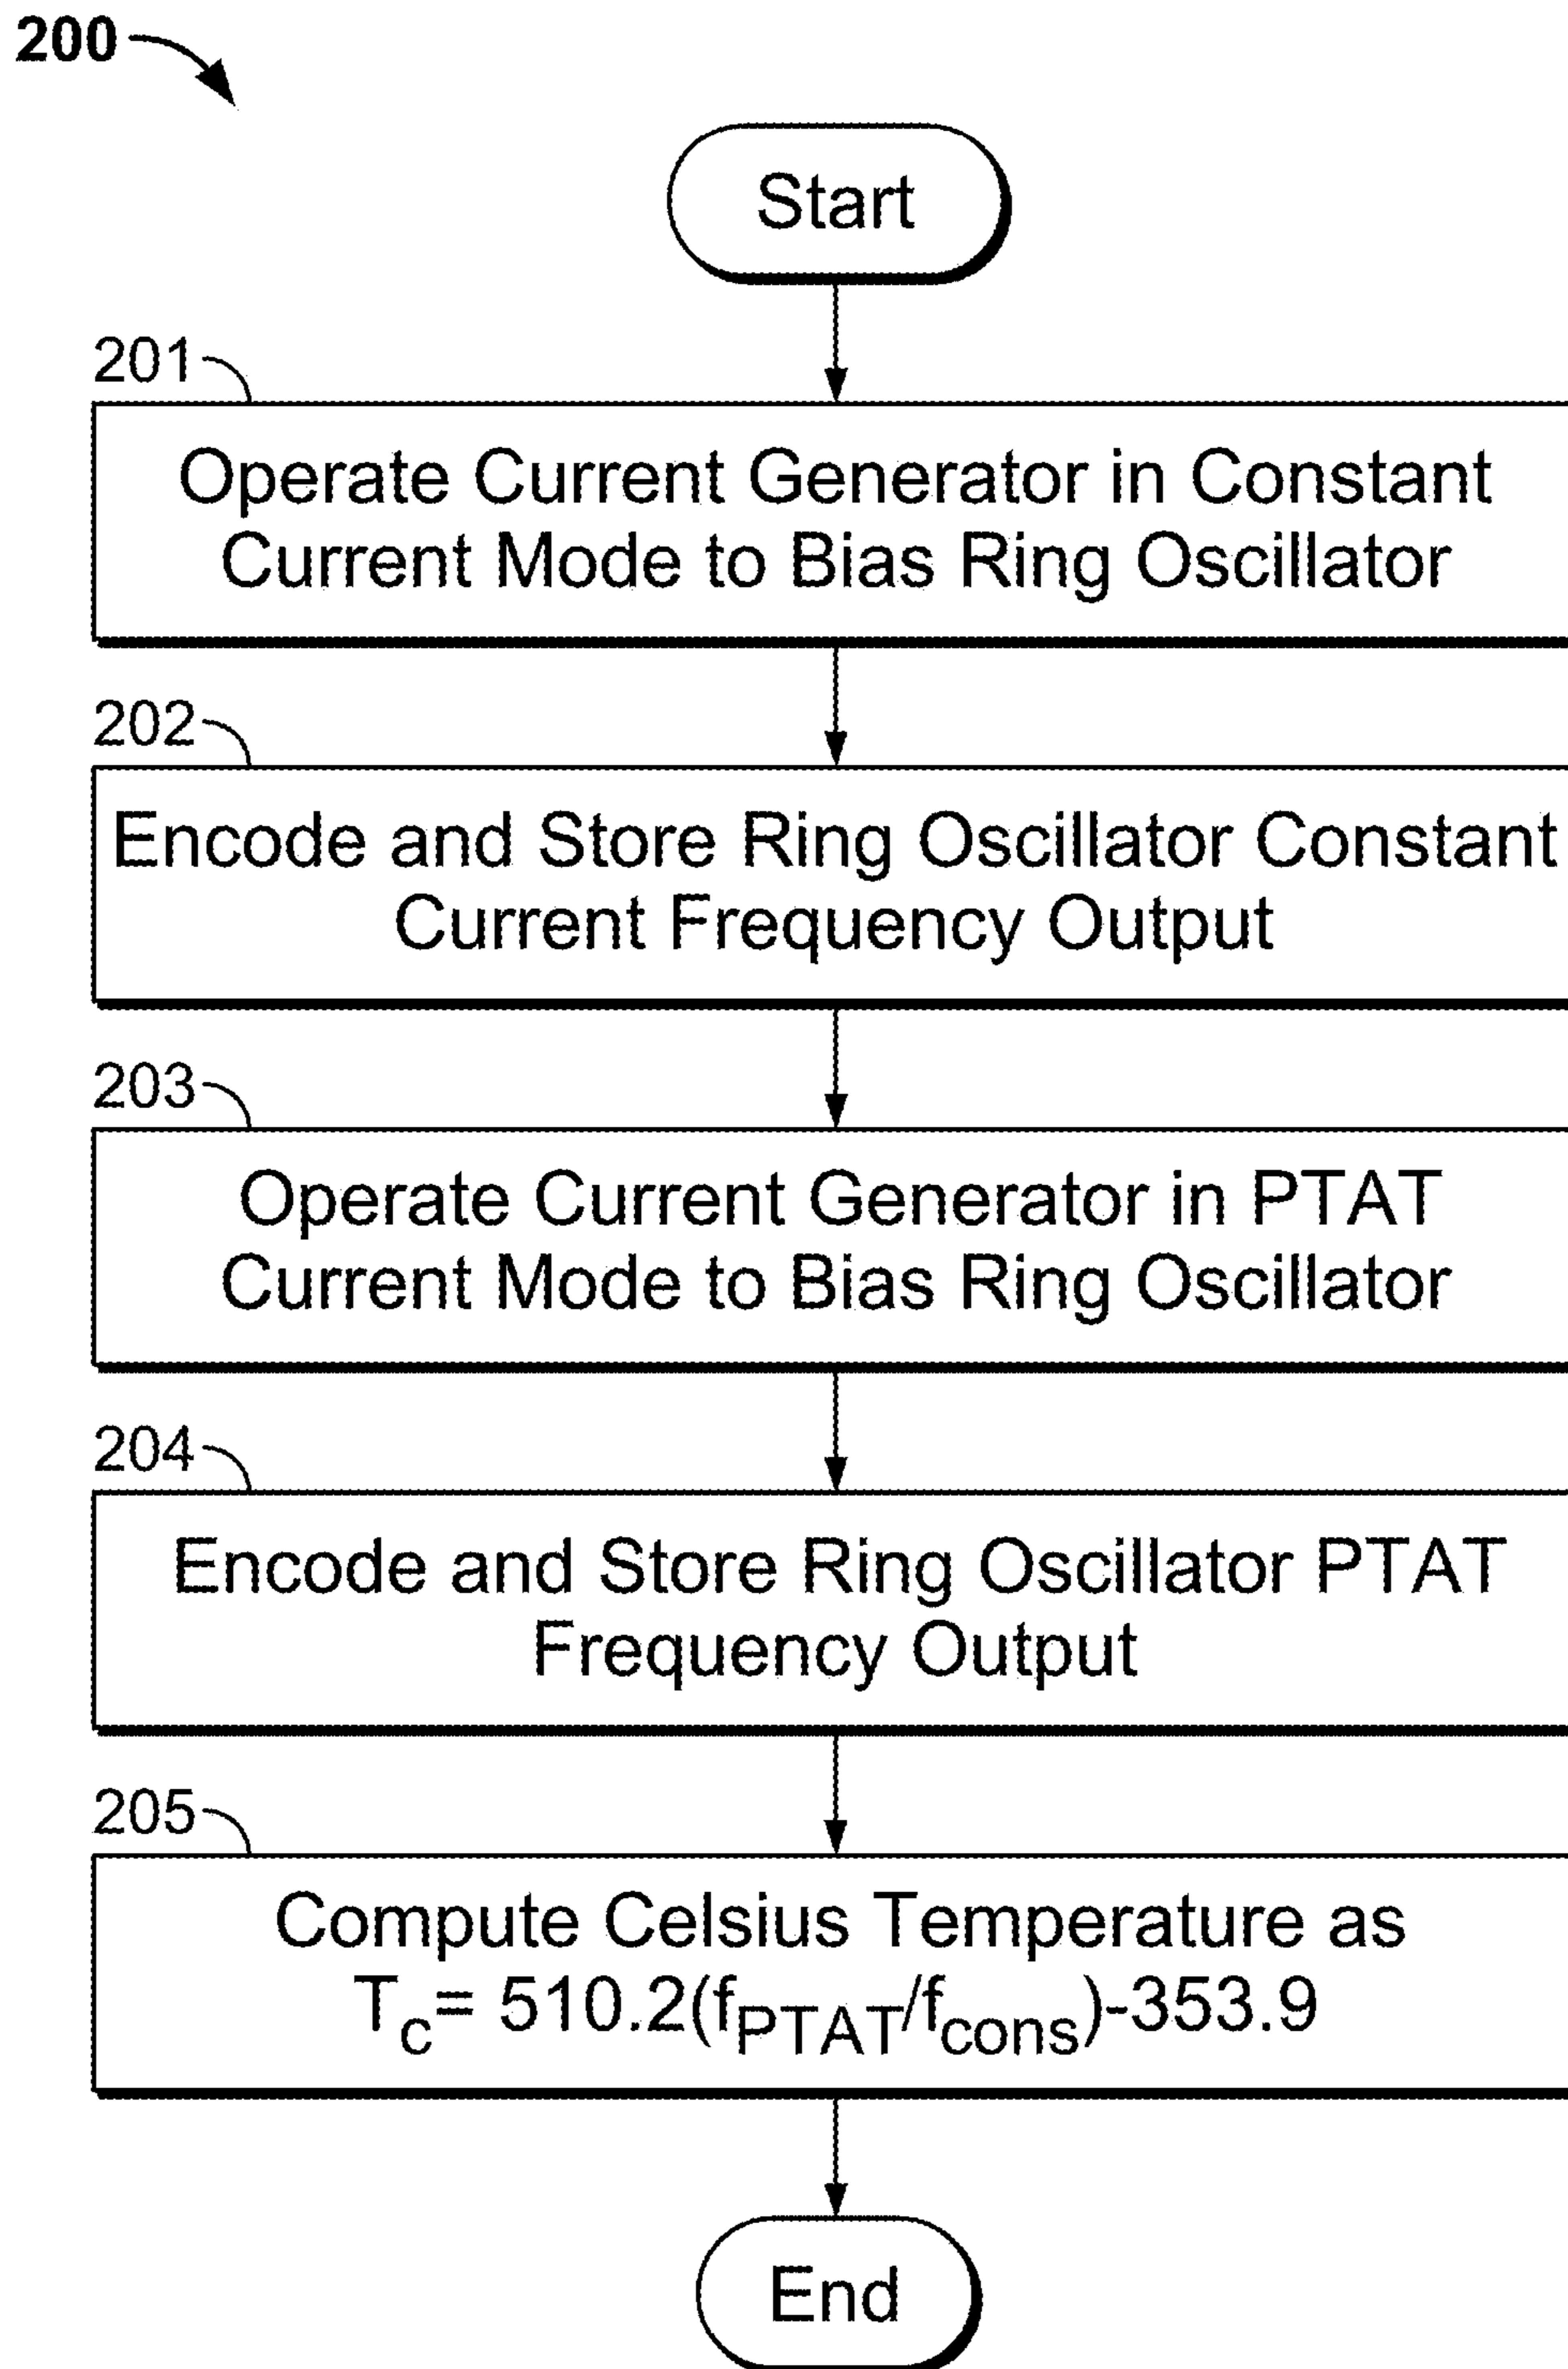 200
Start
201
Operate Current Generator in Constant
Current Mode to Bias Ring Oscillator
202
Encode and Store Ring Oscillator Constant
Current Frequency Output
203
Operate Current Generator in PTAT
Current Mode to Bias Ring Oscillator
204
Encode and Store Ring Oscillator PTAT
Frequency Output
205
Compute Celsius Temperature as
Tc= 510.2(fPTAT/fcons)-353.9
End